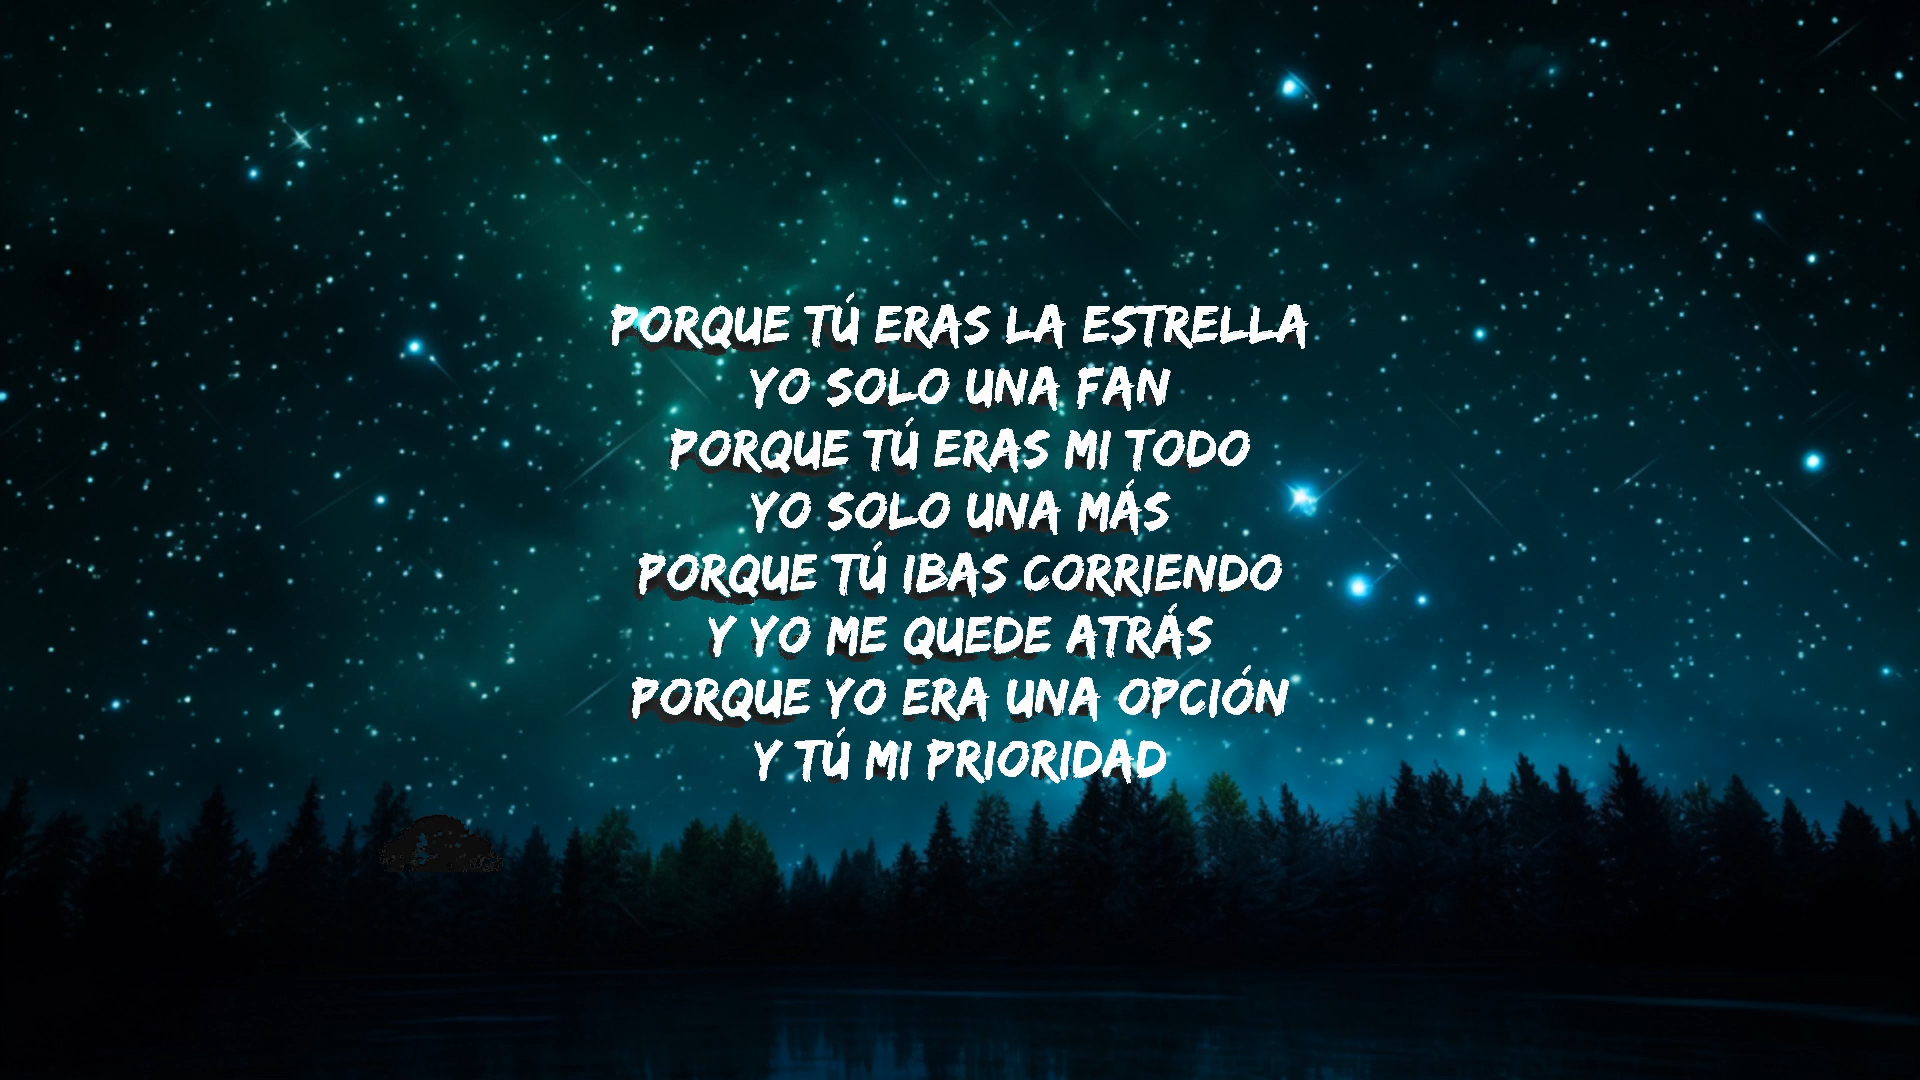 PORQUE TÚ ERAS LA ESTRELLA
YO SOLO UNA FAN
PORQUE TÚ ERAS MI TODO
YO SOLO UNA MÁS
PORQUE TÚ IBAS CORRIENDO
Y YO ME QUEDE ATRÁS
PORQUE YO ERA UNA OPCIÓN
Y TÚ MI PRIORIDAD